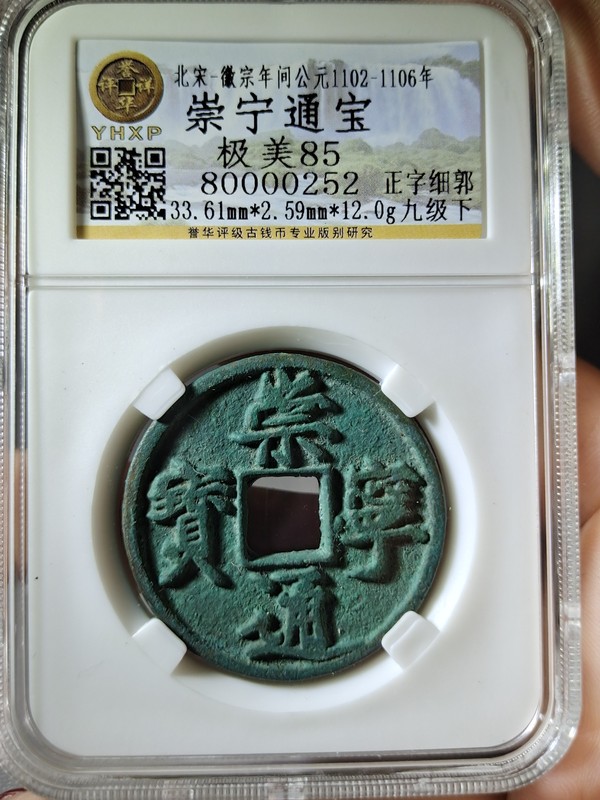 北宋-徽宗年间公元1102-1106年
崇宁通宝
YHXP
极美85
80000252 正字细郭
33.61mm*2.59mm*12.0g九级下
誉华评级古钱币专业版别研究
崇
寳 寧
通